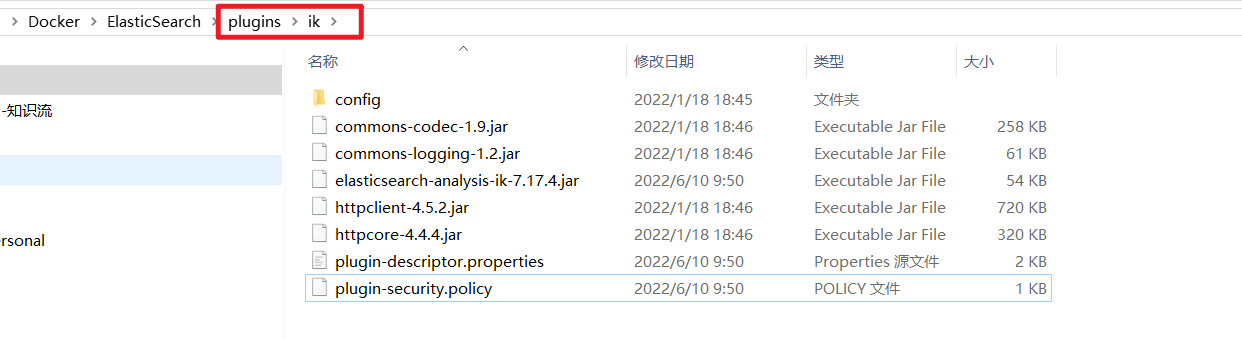 Docker > ElasticSearch > plugins > ik >
名称 修改日期 类型 大小
-知识流
ersonal
config 2022/1/18 18:45 文件夹
commons-codec-1.9.jar 2022/1/18 18:46 Executable Jar File 258 KB
commons-logging-1.2.jar 2022/1/18 18:46 Executable Jar File 61 KB
elasticsearch-analysis-ik-7.17.4.jar 2022/6/10 9:50 Executable Jar File 54 KB
httpclient-4.5.2.jar 2022/1/18 18:46 Executable Jar File 720 KB
httpcore-4.4.4.jar 2022/1/18 18:46 Executable Jar File 320 KB
plugin-descriptor.properties 2022/6/10 9:50 Properties 源文件 2 KB
plugin-security.policy 2022/6/10 9:50 POLICY 文件 1 KB